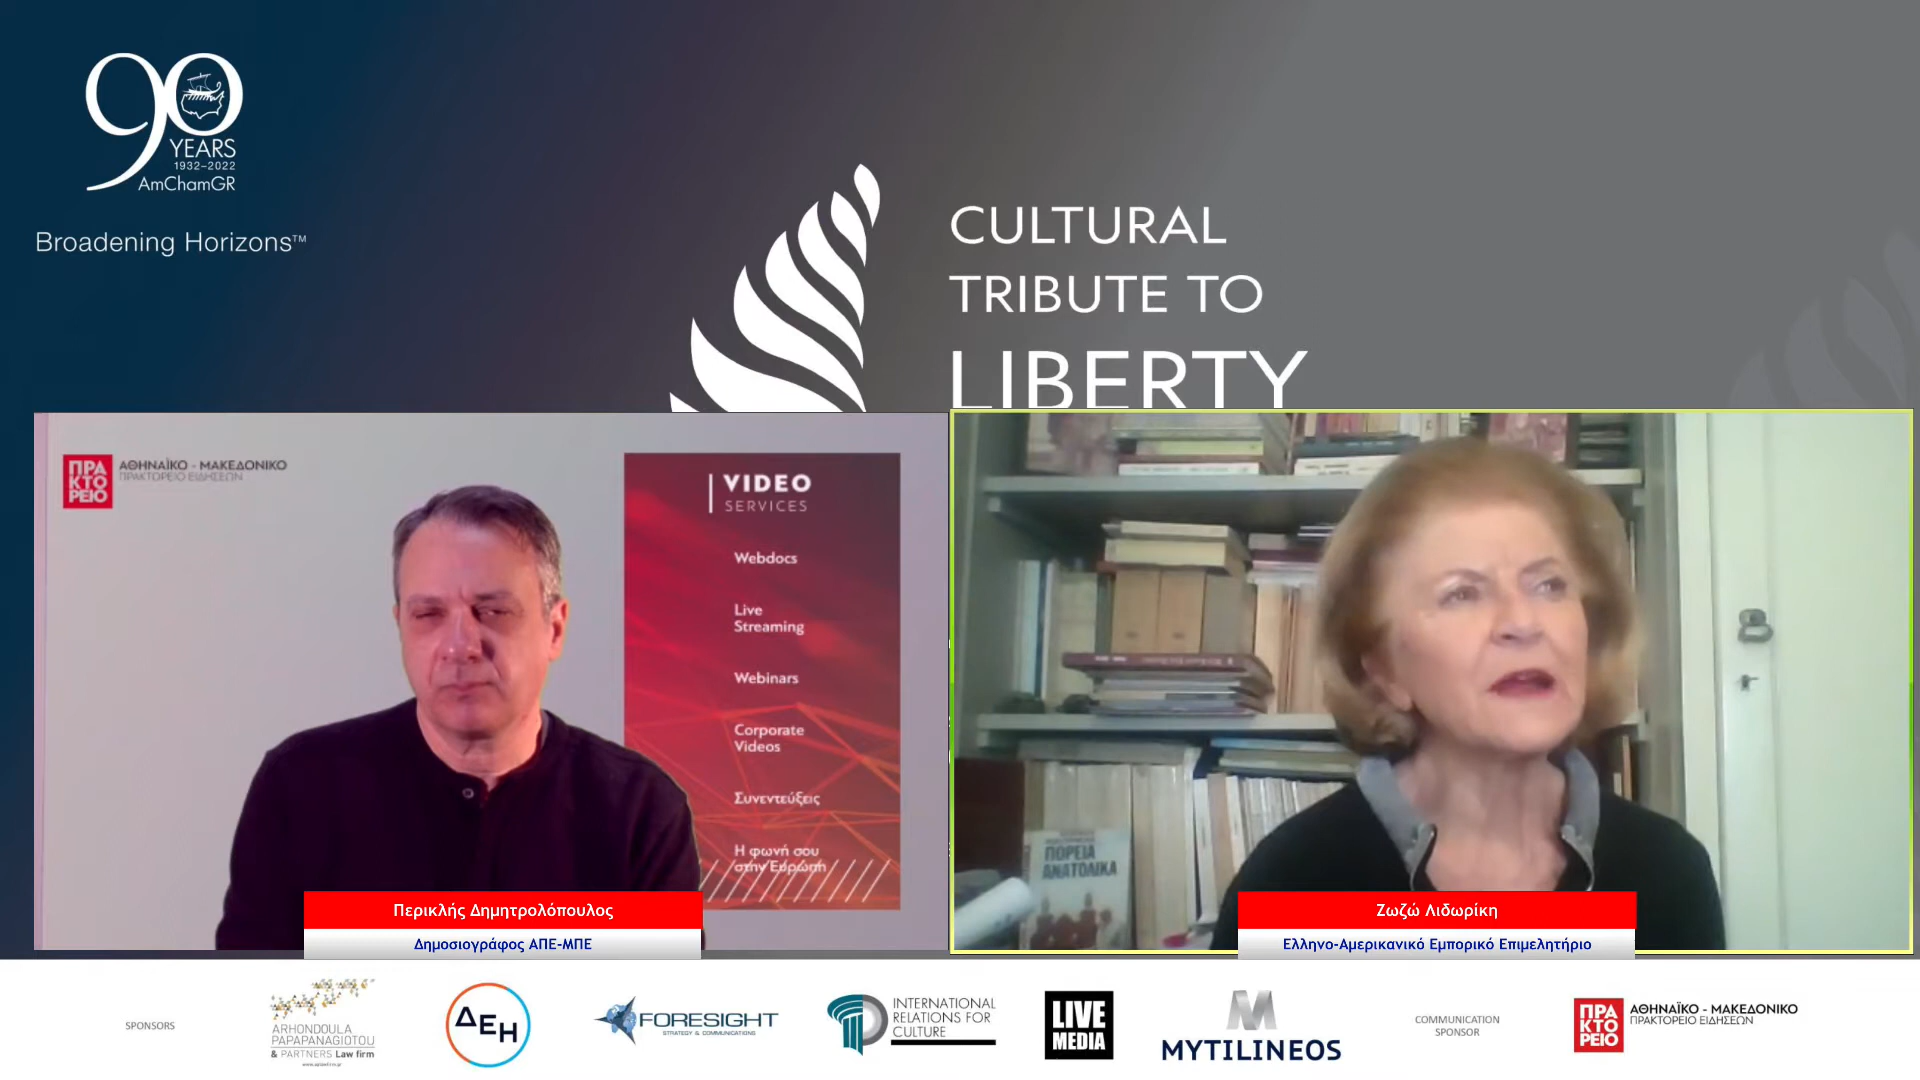 90
YEARS
1932-2022
AmChamGR
Broadening Horizons™
CULTURAL
TRIBUTE TO
LIBERTY
ΠΡΑ
ΚΤΟ
ΡΕΙΟ
ΑΘΗΝΑΪΚΟ - ΜΑΚΕΔΟΝΙΚΟ
ΠΡΑΚΤΟΡΕΙΟ ΕΙΔΗΣΕΩΝ
VIDEO
SERVICES
Webdocs
Live
Streaming
Webinars
Corporate
Videos
Συνεντεύξεις
Η φωνή σου
στην Ευρώπη
ΠΟΡΕΙΑ
ΑΝΑΤΟΛΙΚΑ
Περικλής Δημητρολόπουλος
Δημοσιογράφος ΑΠΕ-ΜΠΕ
Ζωζώ Λιδωρίκη
Ελληνο-Αμερικανικό Εμπορικό Επιμελητήριο
SPONSORS
ARHONDOULA
PAPAPANAGIOTOU
& PARTNERS Law firm
ΔΕΗ
FORESIGHT
STRATEGY & COMMUNICATIONS
INTERNATIONAL
RELATIONS FOR
CULTURE
LIVE
MEDIA
MYTILINEOS
COMMUNICATION
SPONSOR
ΠΡΑ
ΚΤΟ
ΡΕΙΟ
ΑΘΗΝΑΪΚΟ - ΜΑΚΕΔΟΝΙΚΟ
ΠΡΑΚΤΟΡΕΙΟ ΕΙΔΗΣΕΩΝ